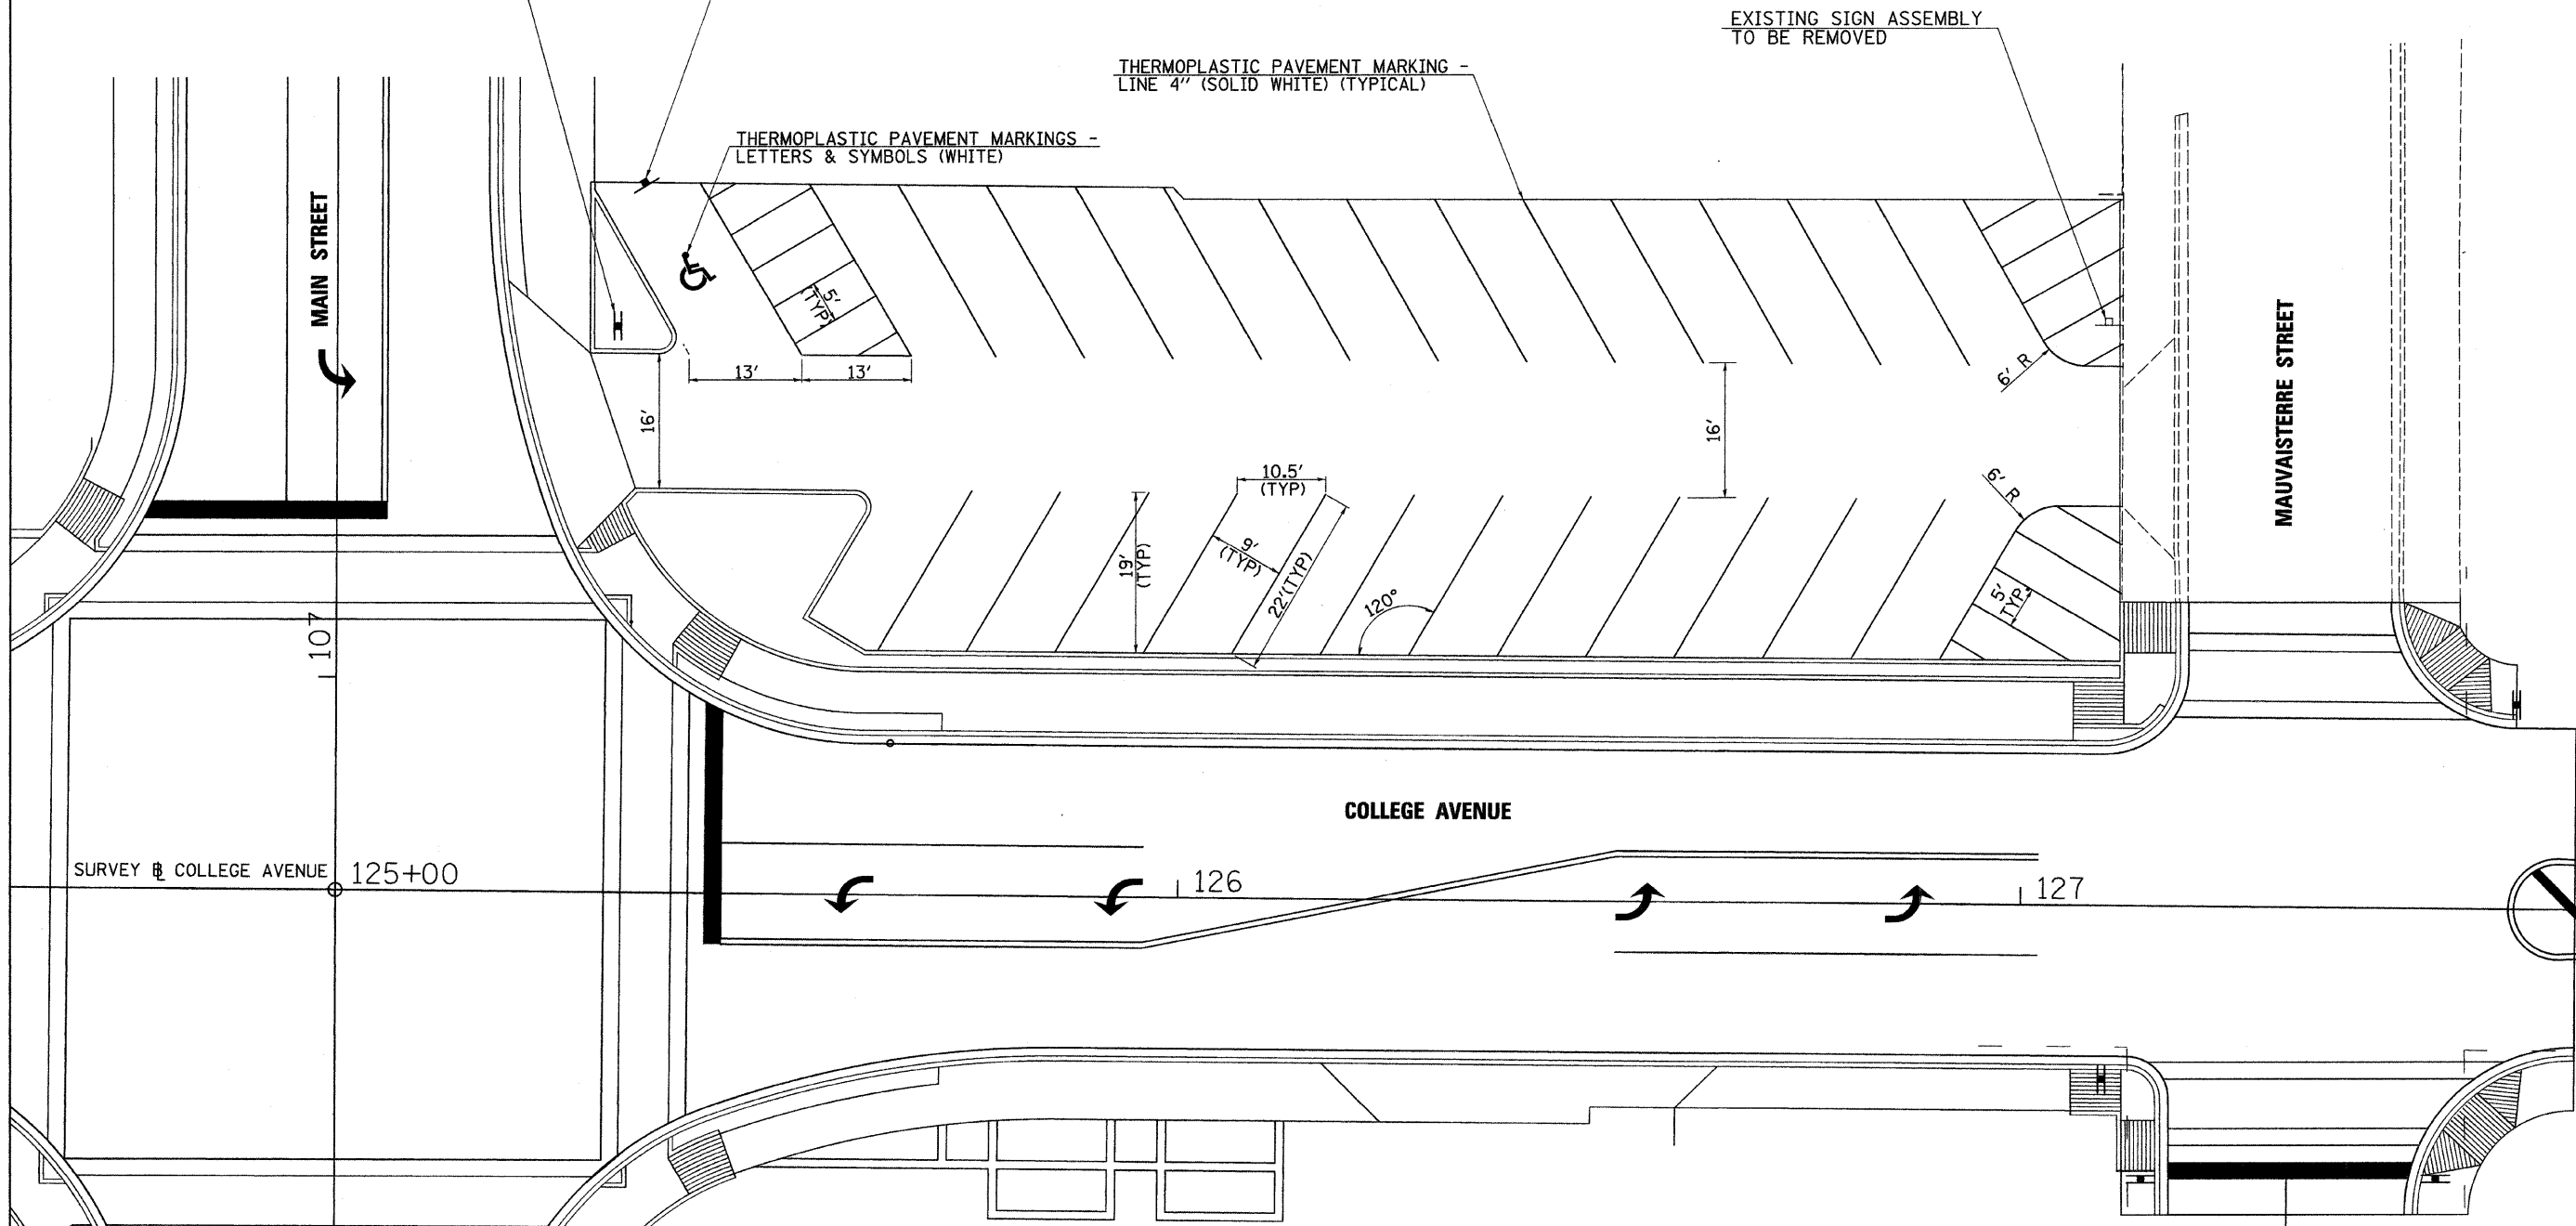 EXISTING SIGN ASSEMBLY
TO BE REMOVED
THERMOPLASTIC PAVEMENT MARKING -
LINE 4" (SOLID WHITE) (TYPICAL)
THERMOPLASTIC PAVEMENT MARKINGS -
LETTERS & SYMBOLS (WHITE)
MAIN STREET
5'
(TYP)
13'
13'
16'
16'
6' R
MAUVAISTERRE STREET
10.5'
(TYP)
6' R
19'
(TYP)
9'
(TYP)
22'(TYP)
120°
5'
TYP
107
COLLEGE AVENUE
SURVEY ⅊ COLLEGE AVENUE
125+00
126
127